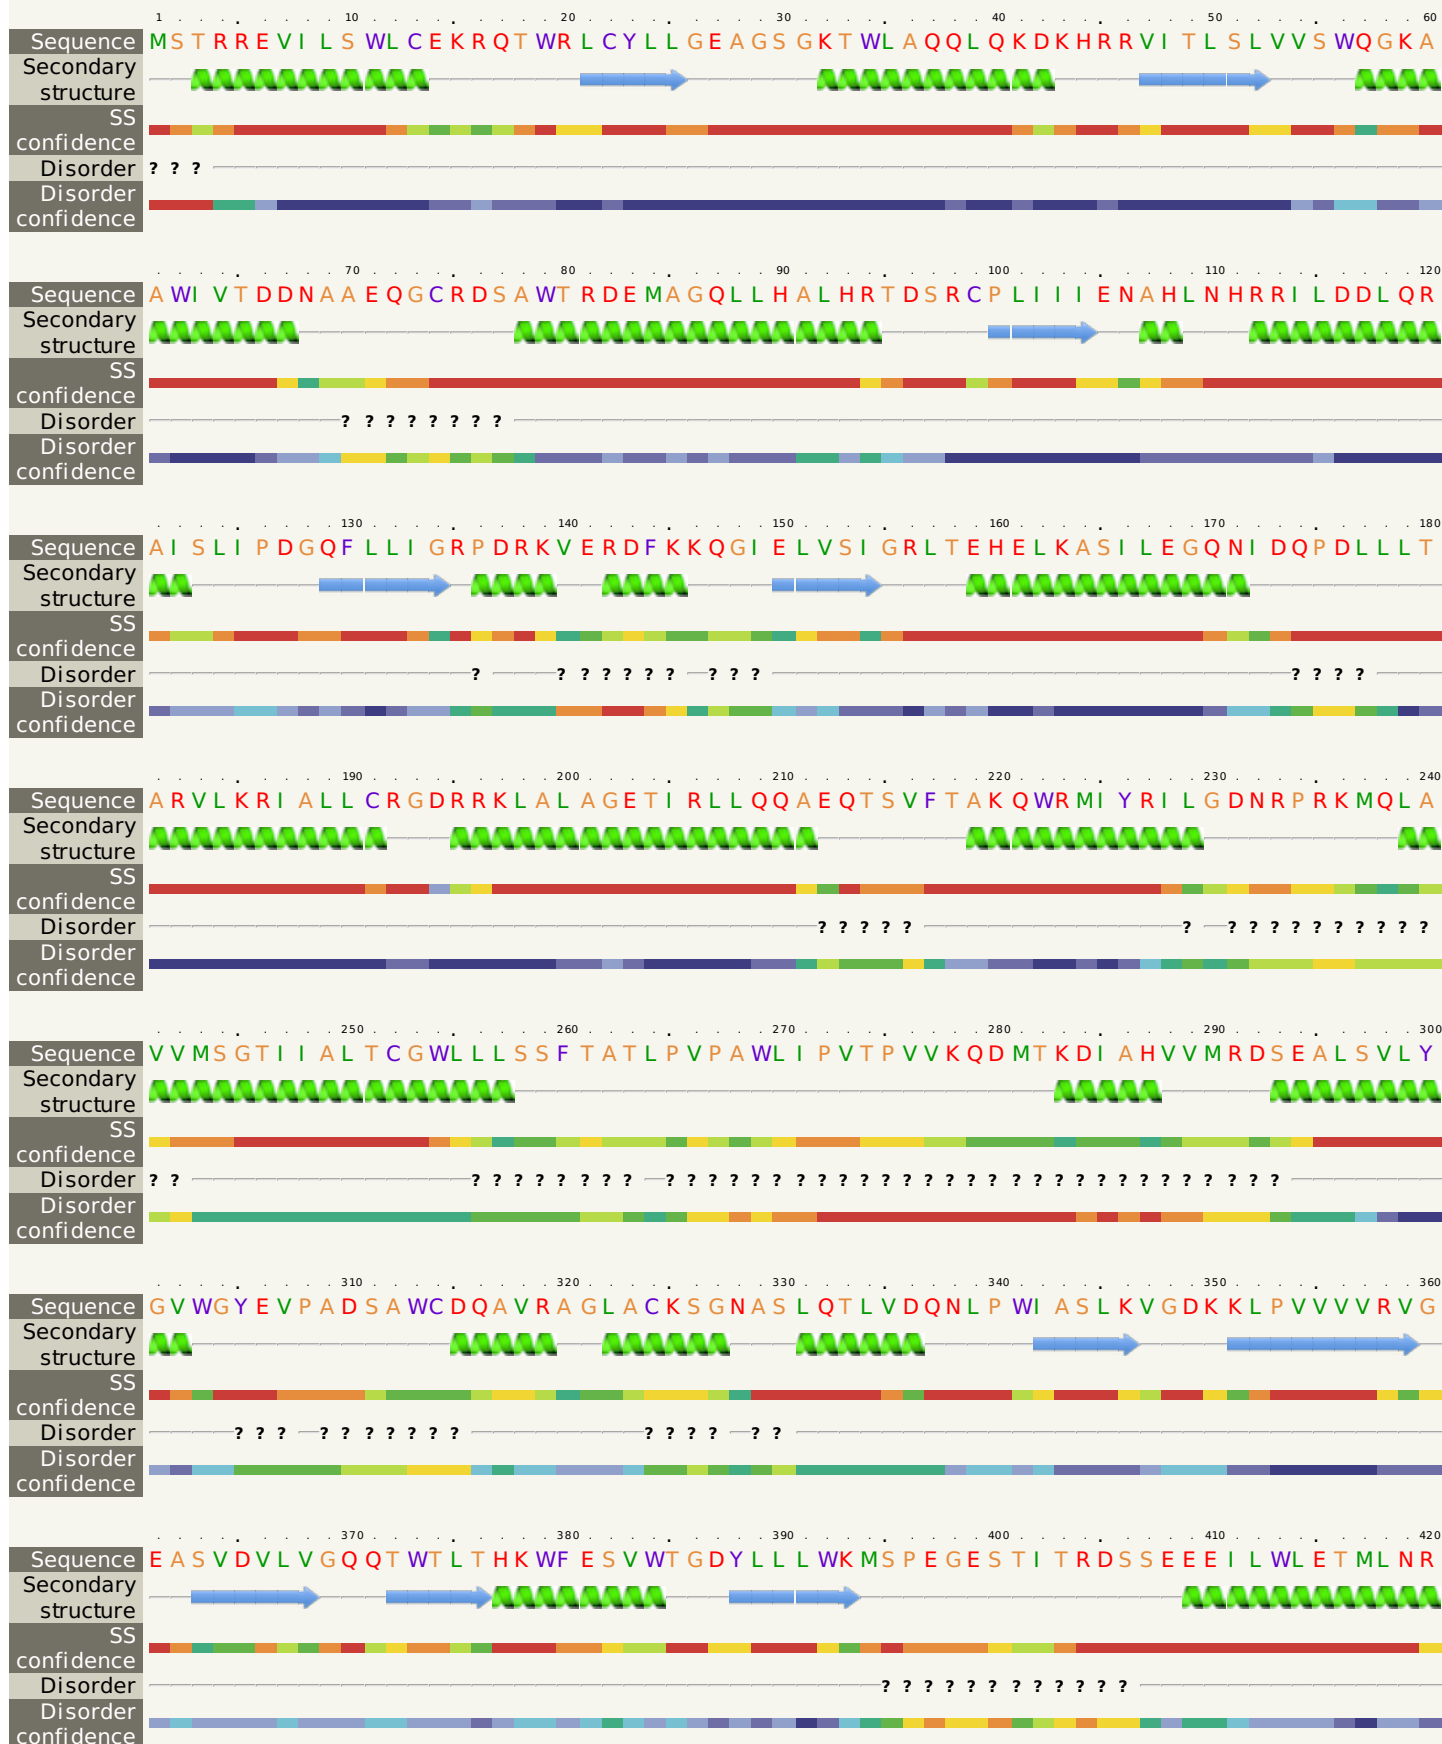 1 10 20 30 40 50 60
Sequence MSTRREVILSWLCEKRQTWRLCYLLGEAGSGKTWLAQQLQKDKHRRVITLSLVVSWQGKA
Secondary
structure
SS
confidence
Disorder ? ? ?
Disorder
confidence
70 80 90 100 110 120
Sequence AWIVTDDNAAEQGCRDSAWTRDEMAGQLLHALHRTDSRCPLIIIENAHLNHRRILDDLQR
Secondary
structure
SS
confidence
Disorder ? ? ? ? ? ? ? ?
Disorder
confidence
130 140 150 160 170 180
Sequence AISLIPDGQFLLIGRPDRKVERDFKKQGIELVSIGRLTEHELKASILEGQNIDQPDLLLT
Secondary
structure
SS
confidence
Disorder ? ? ? ? ? ? ? ? ? ? ? ? ? ?
Disorder
confidence
190 200 210 220 230 240
Sequence ARVLKRIALLCRGDRRKLALAGETIRLLQQAEQTSVFTAKQWRMIYRILGDNRPRKMQLA
Secondary
structure
SS
confidence
Disorder ? ? ? ? ? ? ? ? ? ? ? ? ? ? ? ?
Disorder
confidence
250 260 270 280 290 300
Sequence VVMSGTIIALTCGWLLLSSFTATLPVPAWLIPVTPVVKQDMTKDIAHVVMRDSEALSVLY
Secondary
structure
SS
confidence
Disorder ? ? ? ? ? ? ? ? ? ? ? ? ? ? ? ? ? ? ? ? ? ? ? ? ? ? ? ? ? ? ? ? ? ? ? ? ? ? ?
Disorder
confidence
310 320 330 340 350 360
Sequence GVWGYEVPADSAWCDQAVRAGLACKSGNASLQTLVDQNLPWIASLKVGDKKLPVVVVRVG
Secondary
structure
SS
confidence
Disorder ? ? ? ? ? ? ? ? ? ? ? ? ? ? ? ?
Disorder
confidence
370 380 390 400 410 420
Sequence EASVDVLVGQQTWTLTHKWFESVWTGDYLLLWKMSPEGESTITRDSSEEEILWLETMLNR
Secondary
structure
SS
confidence
Disorder ? ? ? ? ? ? ? ? ? ? ? ?
Disorder
confidence